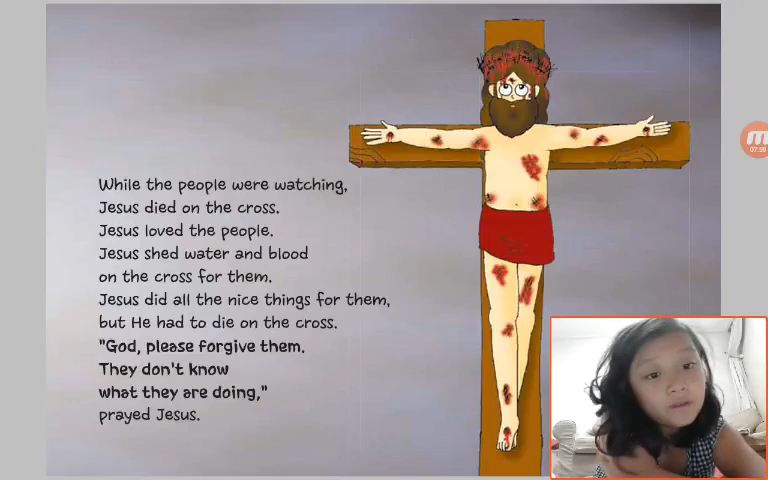 While the people were watching,
Jesus died on the cross.
Jesus loved the people.
Jesus shed water and blood
on the cross for them.
Jesus did all the nice things for them,
but He had to die on the cross.
"God, please forgive them.
They don't know
what they are doing,"
prayed Jesus.
07:59